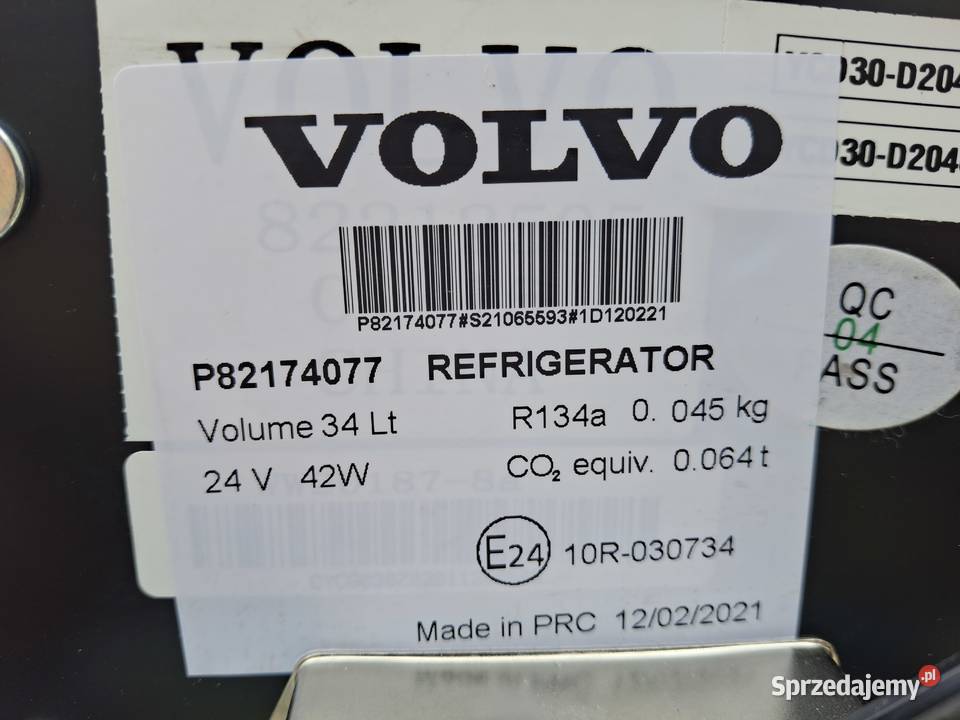 VOLVO
VOLVO
P82174077#S21065593#1D120221
P82174077 REFRIGERATOR
Volume 34 Lt R134a 0. 045 kg
24 V 42W CO₂ equiv. 0.064 t
E24 10R-030734
Made in PRC 12/02/2021
QC
04
Sprzedajemy.pl